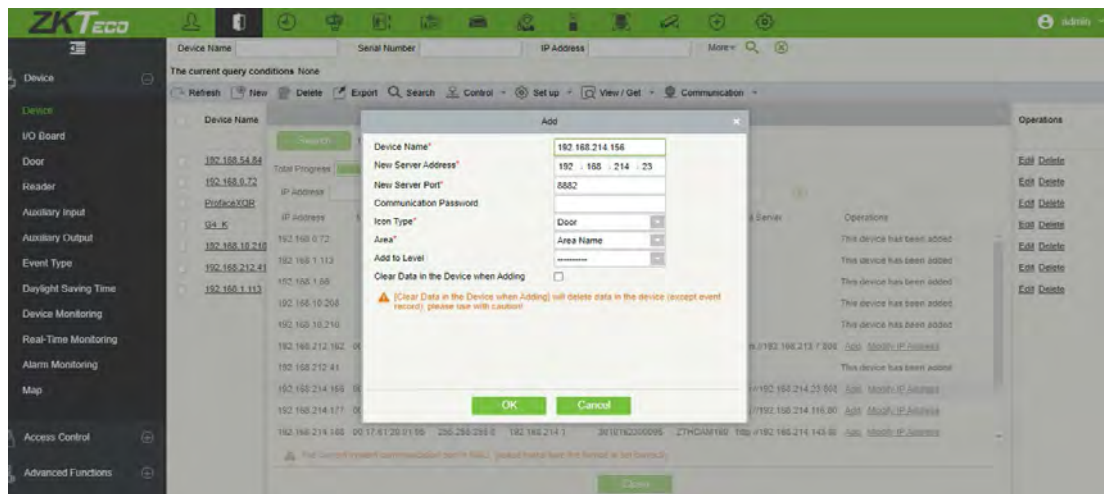 ZKTECO
admin
Device Name Serial Number IP Address More
The current query conditions None
Refresh New Delete Export Search Control Set up View / Get Communication
Device
Device
I/O Board
Door
Reader
Auxiliary Input
Auxiliary Output
Event Type
Daylight Saving Time
Device Monitoring
Real-Time Monitoring
Alarm Monitoring
Map
Access Control
Advanced Functions
Device Name
192.168.54.84
192.168.0.72
ProfaceXQR
G4_K
192.168.10.210
192.168.212.41
192.168.1.113
Search
Total Progress
IP Address
IP Address
192.168.0.72
192.168.1.113
192.168.1.66
192.168.10.208
192.168.10.210
192.168.212.162
192.168.212.41
192.168.214.156
192.168.214.177
192.168.214.188 00:17:61:20:01:05 255.255.255.0 192.168.214.1
Add
Device Name* 192.168.214.156
New Server Address* 192 . 168 . 214 . 23
New Server Port* 8882
Communication Password
Icon Type* Door
Area* Area Name
Add to Level ----------
Clear Data in the Device when Adding
[Clear Data in the Device when Adding] will delete data in the device (except event
record), please use with caution!
OK Cancel
Server Operations
This device has been added
This device has been added
This device has been added
This device has been added
This device has been added
Add Modify IP Address
This device has been added
Add Modify IP Address
Add Modify IP Address
Add Modify IP Address
Close
Operations
Edit Delete
Edit Delete
Edit Delete
Edit Delete
Edit Delete
Edit Delete
Edit Delete